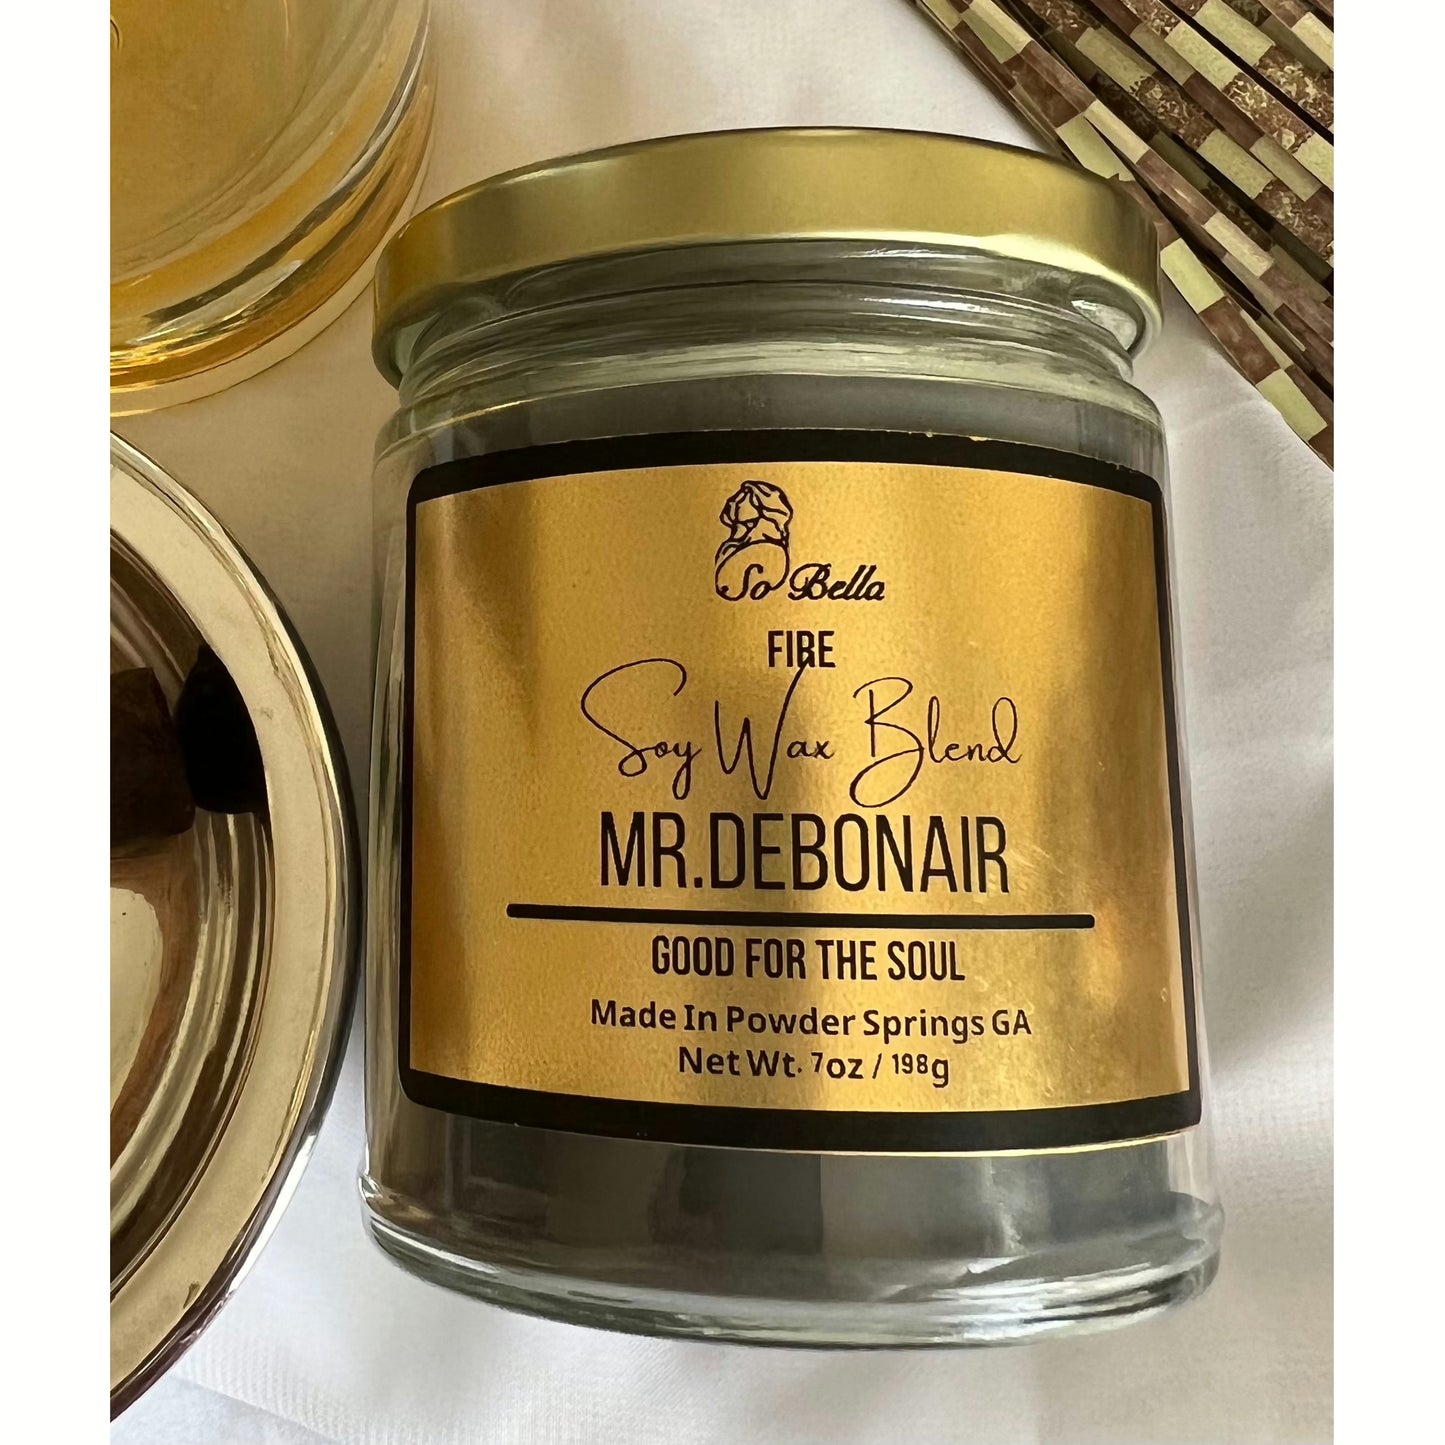 So Bella
FIRE
Soy Wax Blend
MR.DEBONAIR
GOOD FOR THE SOUL
Made In Powder Springs GA
Net Wt. 7oz / 198g